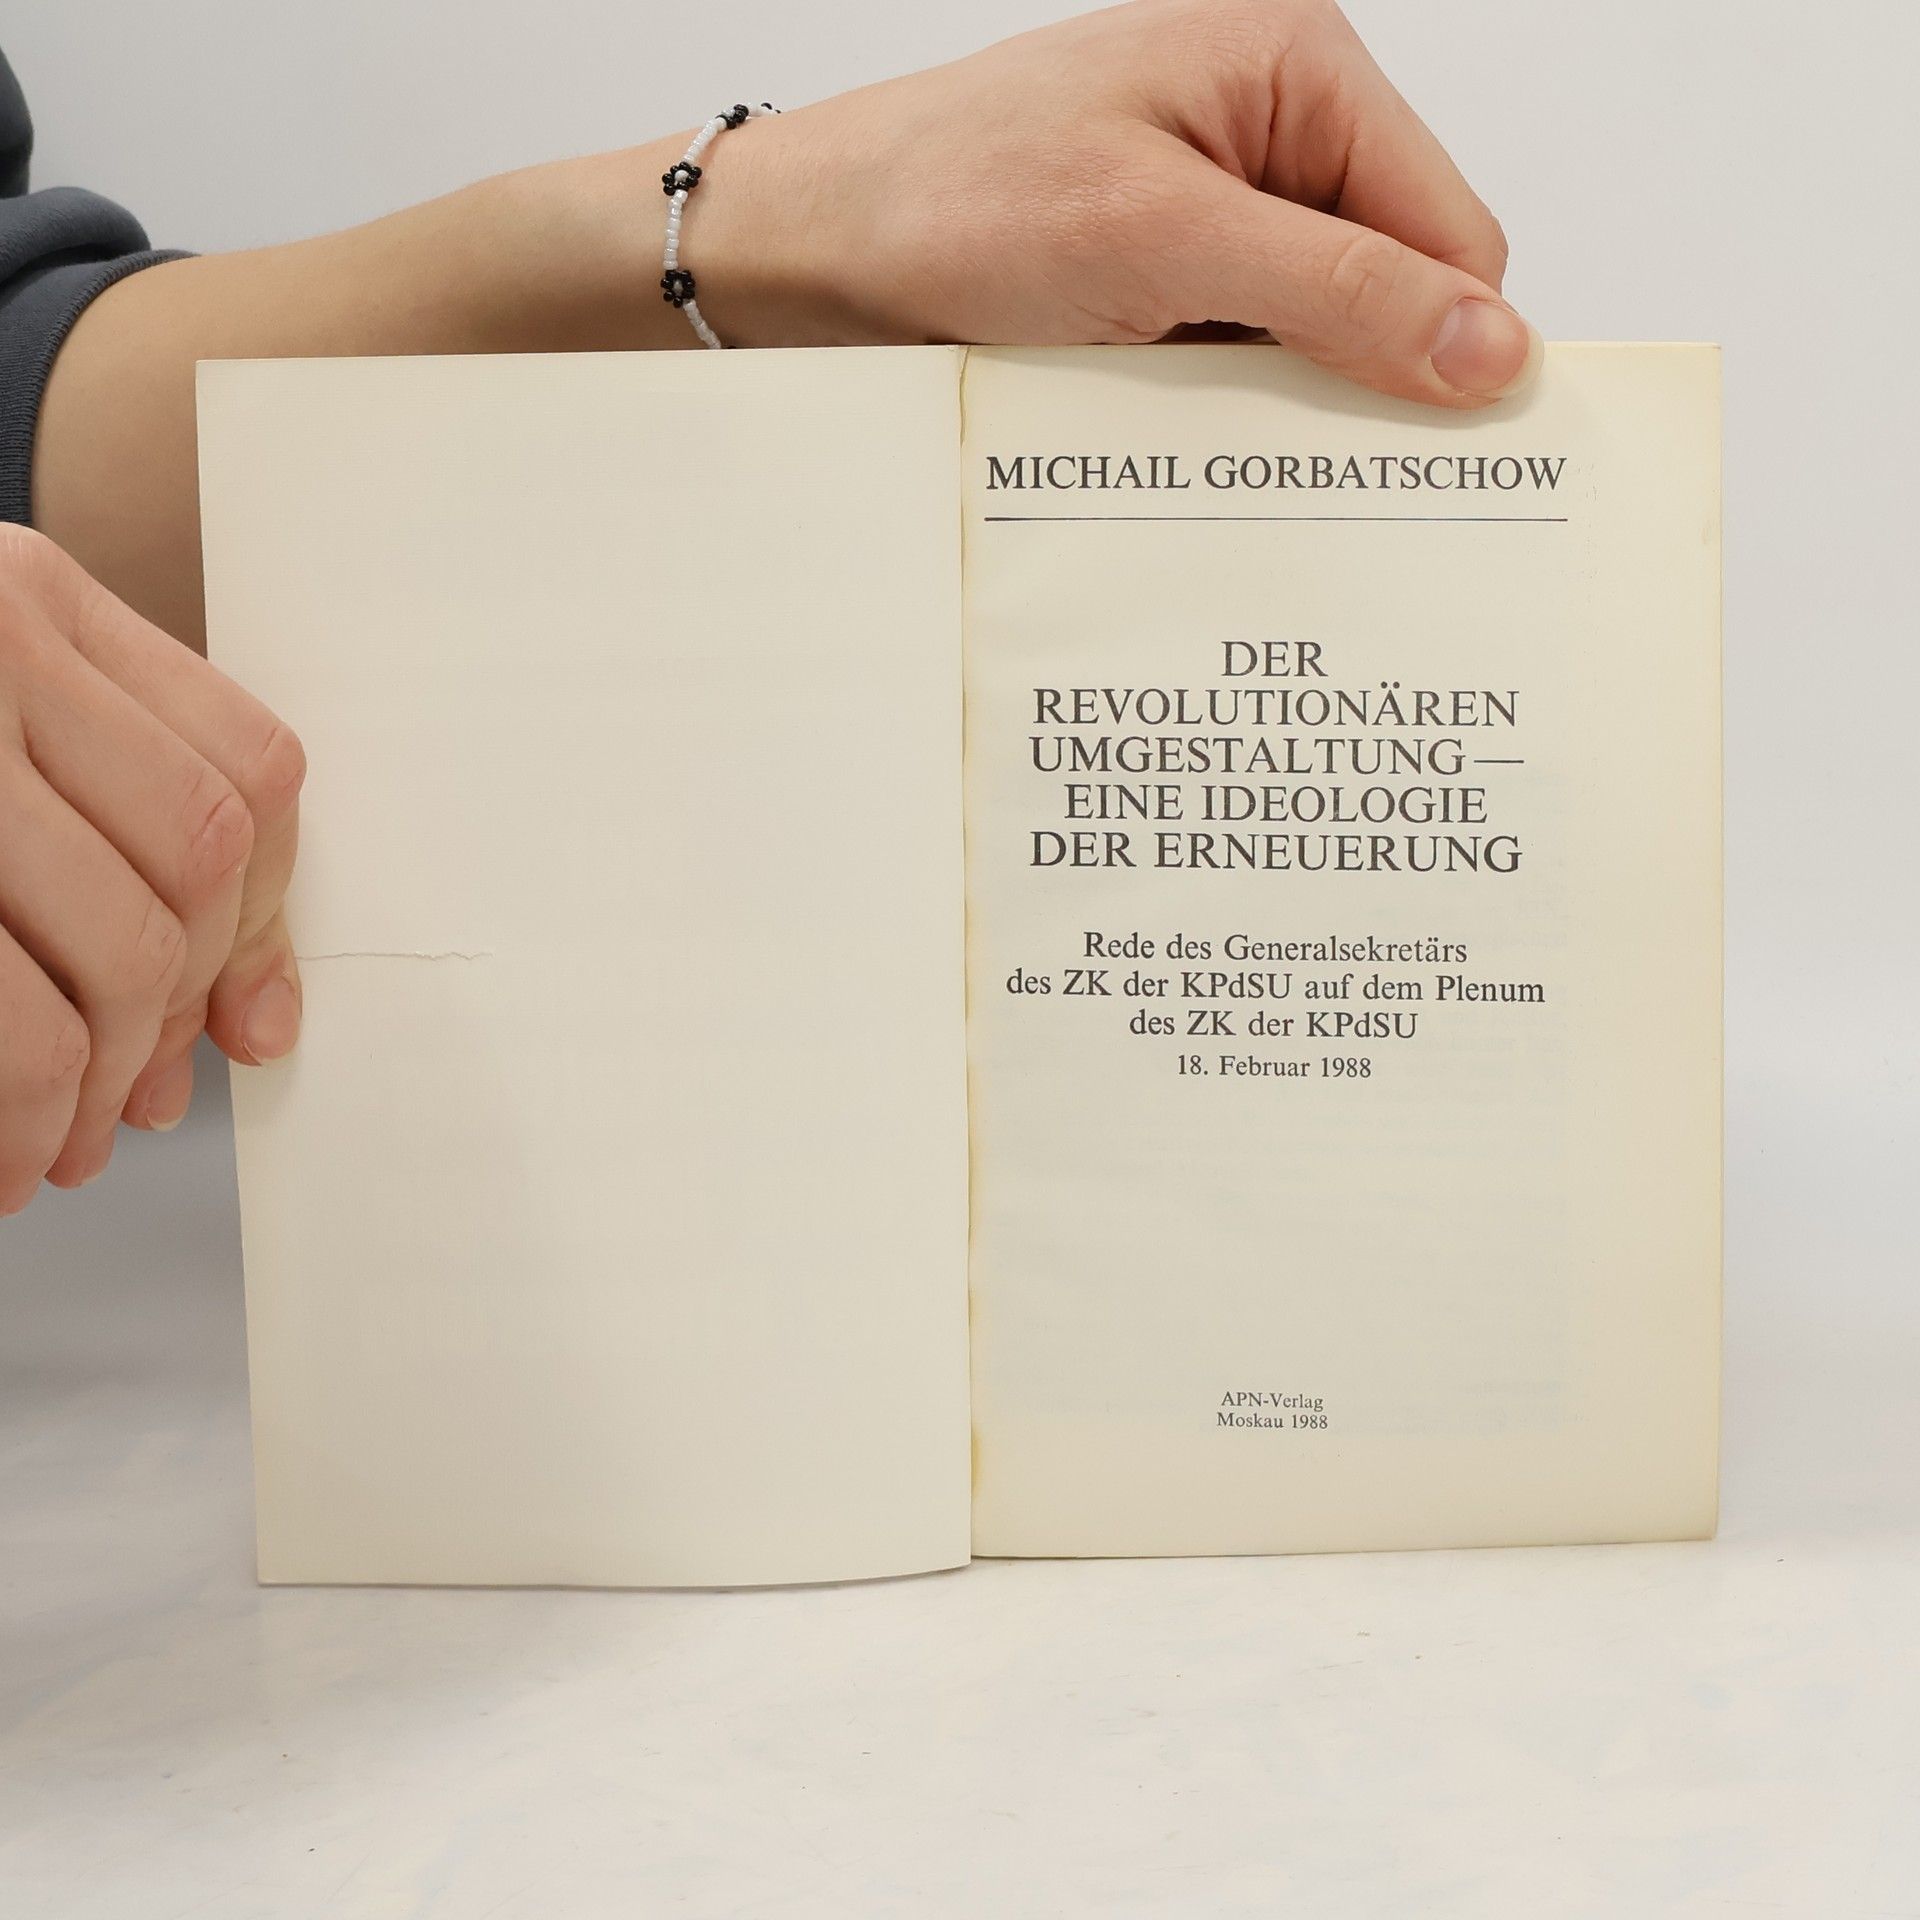 MICHAIL GORBATSCHOW
DER
REVOLUTIONÄREN
UMGESTALTUNG—
EINE IDEOLOGIE
DER ERNEUERUNG
Rede des Generalsekretärs
des ZK der KPdSU auf dem Plenum
des ZK der KPdSU
18. Februar 1988
APN-Verlag
Moskau 1988